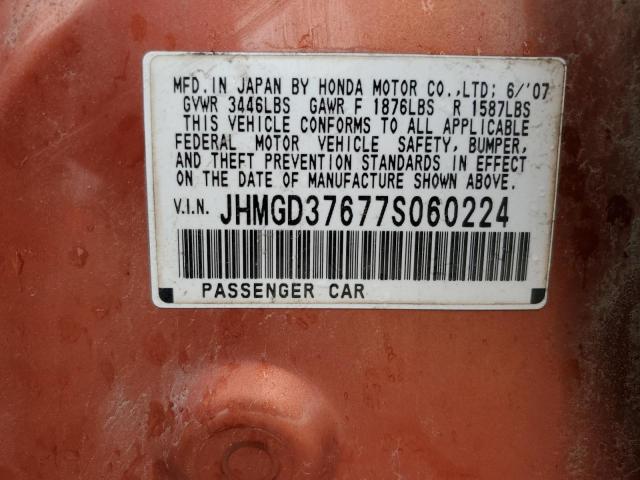 MFD. IN JAPAN BY HONDA MOTOR CO.,LTD; 6/'07
GVWR 3446LBS GAWR F 1876LBS R 1587LBS
THIS VEHICLE CONFORMS TO ALL APPLICABLE
FEDERAL MOTOR VEHICLE SAFETY, BUMPER,
AND THEFT PREVENTION STANDARDS IN EFFECT
ON THE DATE OF MANUFACTURE SHOWN ABOVE.
V.I.N. JHMGD37677S060224
PASSENGER CAR